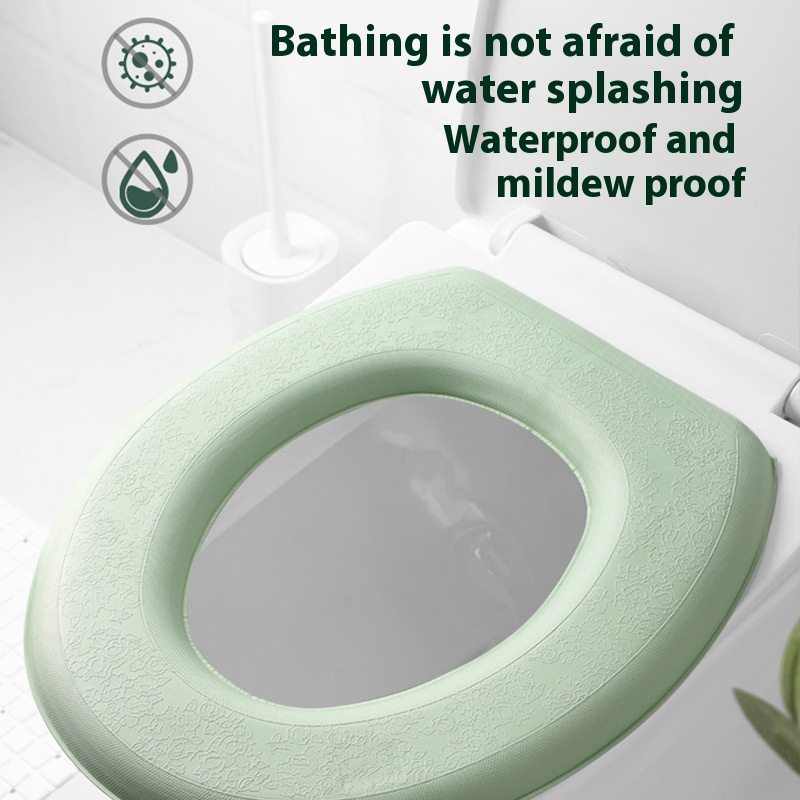 Bathing is not afraid of
water splashing
Waterproof and
mildew proof